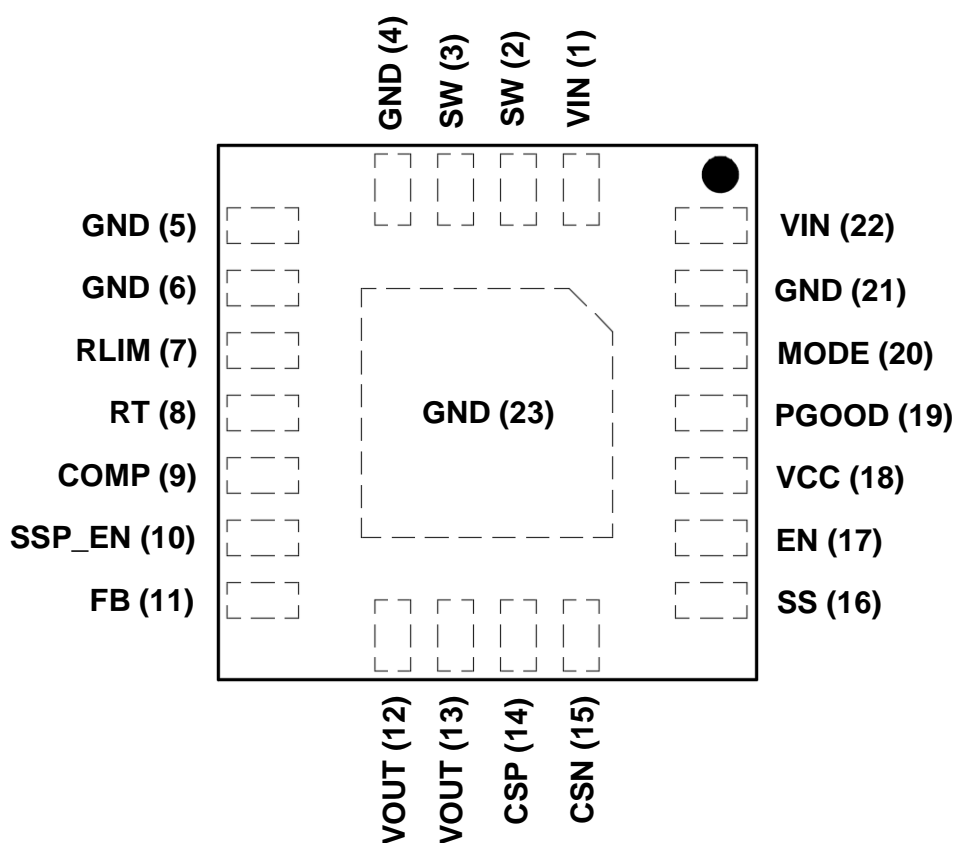 GND (4)
SW (3)
SW (2)
VIN (1)
GND (5)
GND (6)
RLIM (7)
RT (8)
COMP (9)
SSP_EN (10)
FB (11)
GND (23)
VIN (22)
GND (21)
MODE (20)
PGOOD (19)
VCC (18)
EN (17)
SS (16)
VOUT (12)
VOUT (13)
CSP (14)
CSN (15)